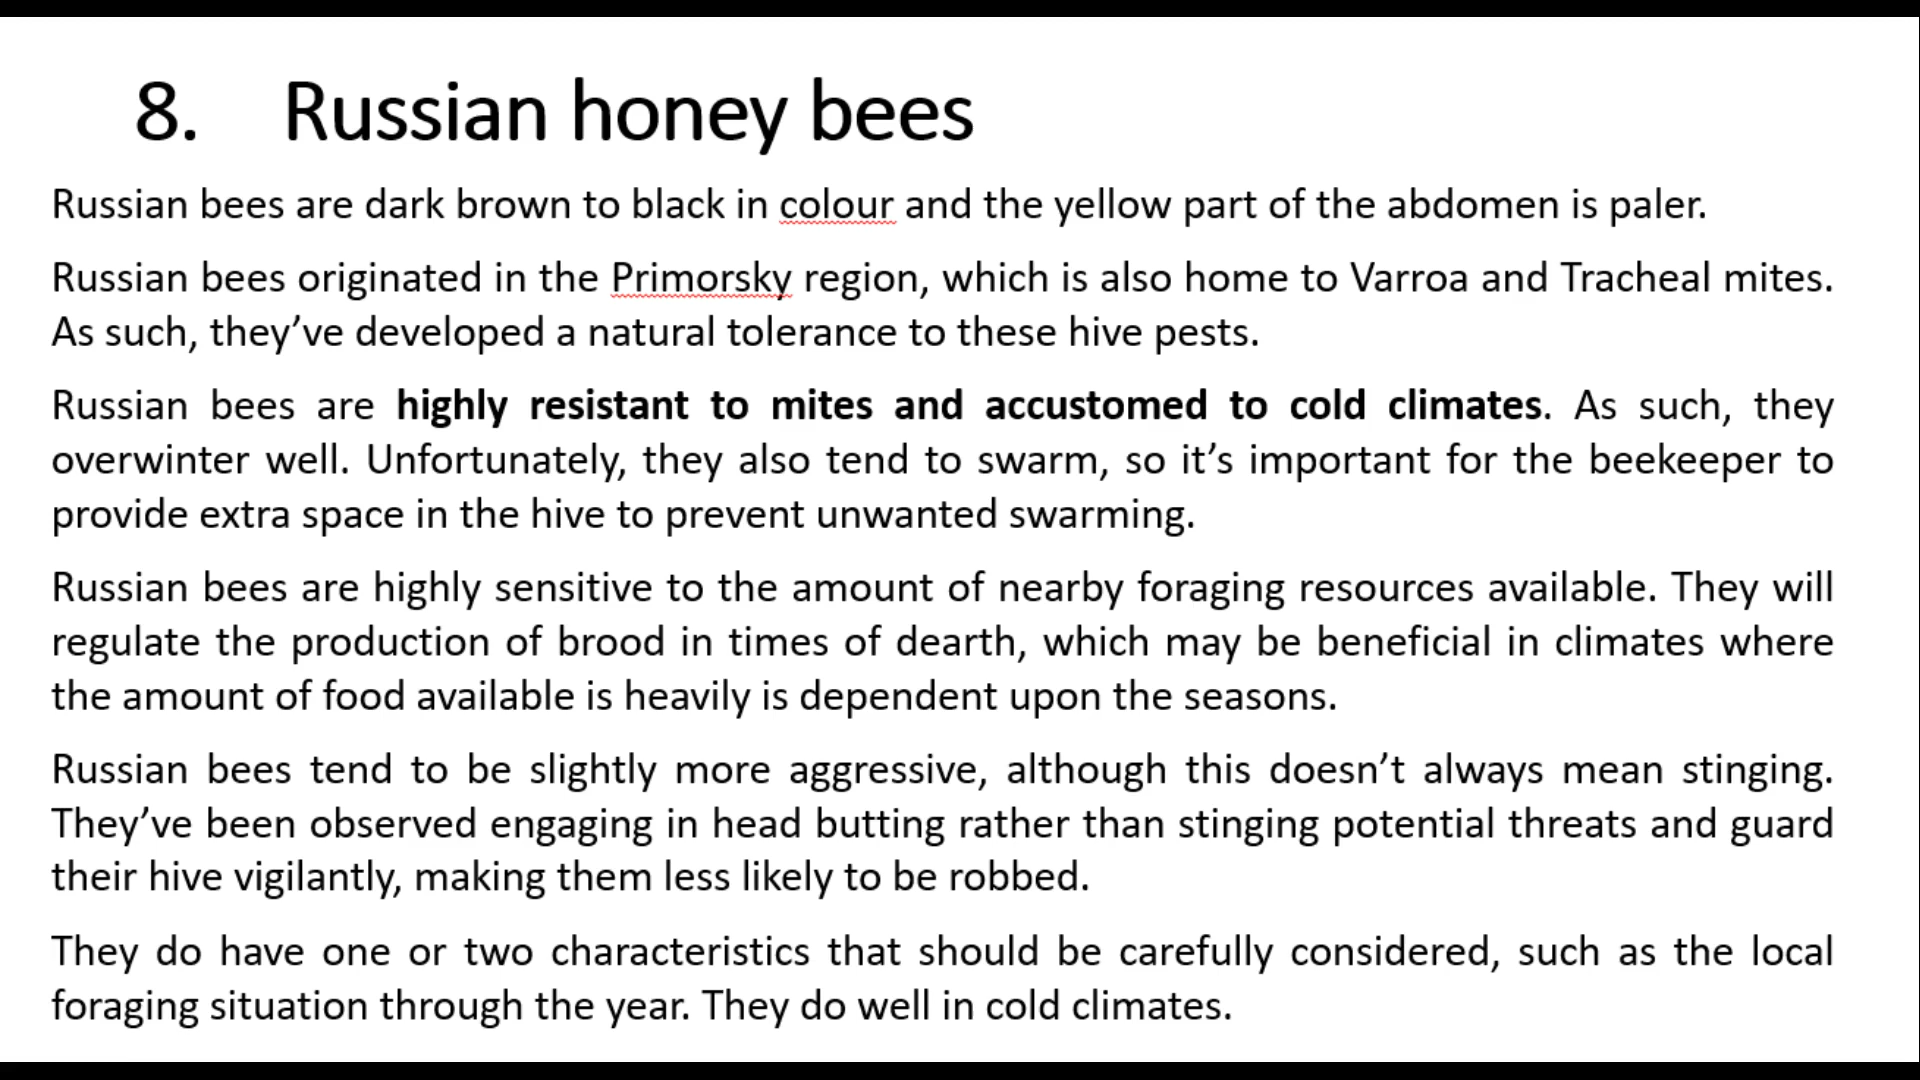 8. Russian honey bees
Russian bees are dark brown to black in colour and the yellow part of the abdomen is paler.
Russian bees originated in the Primorsky region, which is also home to Varroa and Tracheal mites.
As such, they’ve developed a natural tolerance to these hive pests.
Russian bees are highly resistant to mites and accustomed to cold climates. As such, they
overwinter well. Unfortunately, they also tend to swarm, so it’s important for the beekeeper to
provide extra space in the hive to prevent unwanted swarming.
Russian bees are highly sensitive to the amount of nearby foraging resources available. They will
regulate the production of brood in times of dearth, which may be beneficial in climates where
the amount of food available is heavily is dependent upon the seasons.
Russian bees tend to be slightly more aggressive, although this doesn’t always mean stinging.
They’ve been observed engaging in head butting rather than stinging potential threats and guard
their hive vigilantly, making them less likely to be robbed.
They do have one or two characteristics that should be carefully considered, such as the local
foraging situation through the year. They do well in cold climates.